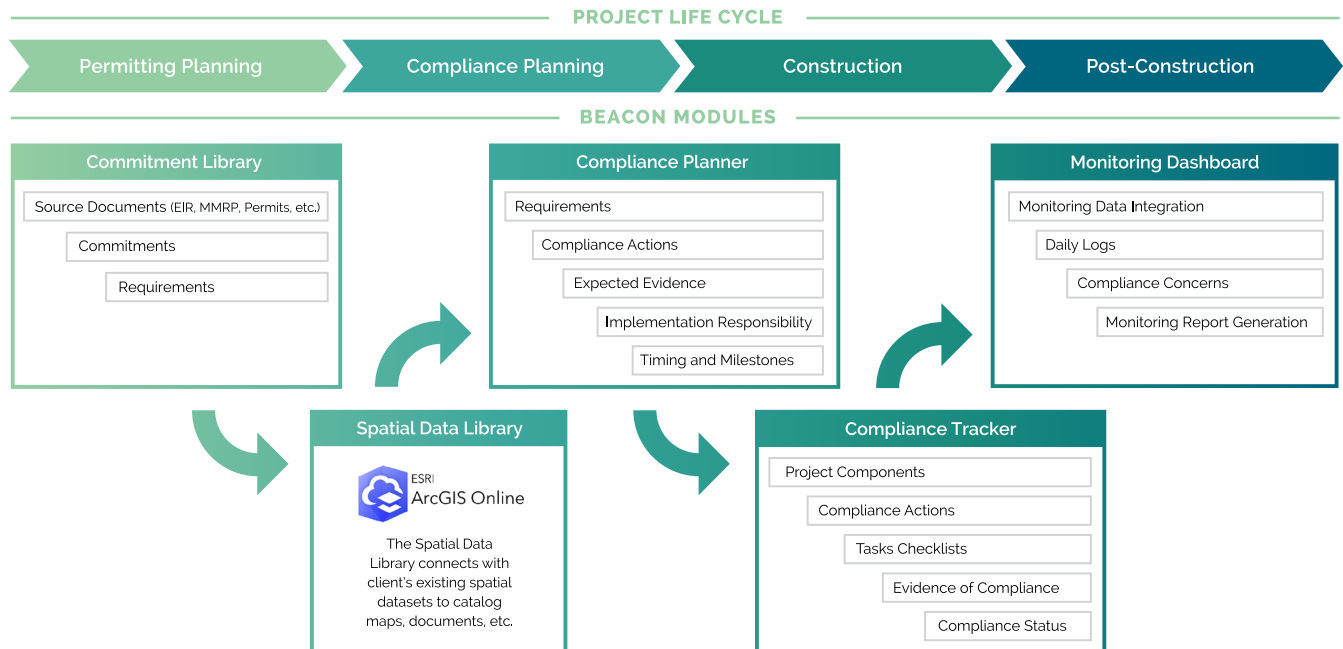 PROJECT LIFE CYCLE
Permitting Planning
Compliance Planning
Construction
Post-Construction
BEACON MODULES
Commitment Library
Source Documents (EIR, MMRP, Permits, etc.)
Commitments
Requirements
Spatial Data Library
ESRI
ArcGIS Online
The Spatial Data
Library connects with
client's existing spatial
datasets to catalog
maps, documents, etc.
Compliance Planner
Requirements
Compliance Actions
Expected Evidence
Implementation Responsibility
Timing and Milestones
Compliance Tracker
Project Components
Compliance Actions
Tasks Checklists
Evidence of Compliance
Compliance Status
Monitoring Dashboard
Monitoring Data Integration
Daily Logs
Compliance Concerns
Monitoring Report Generation